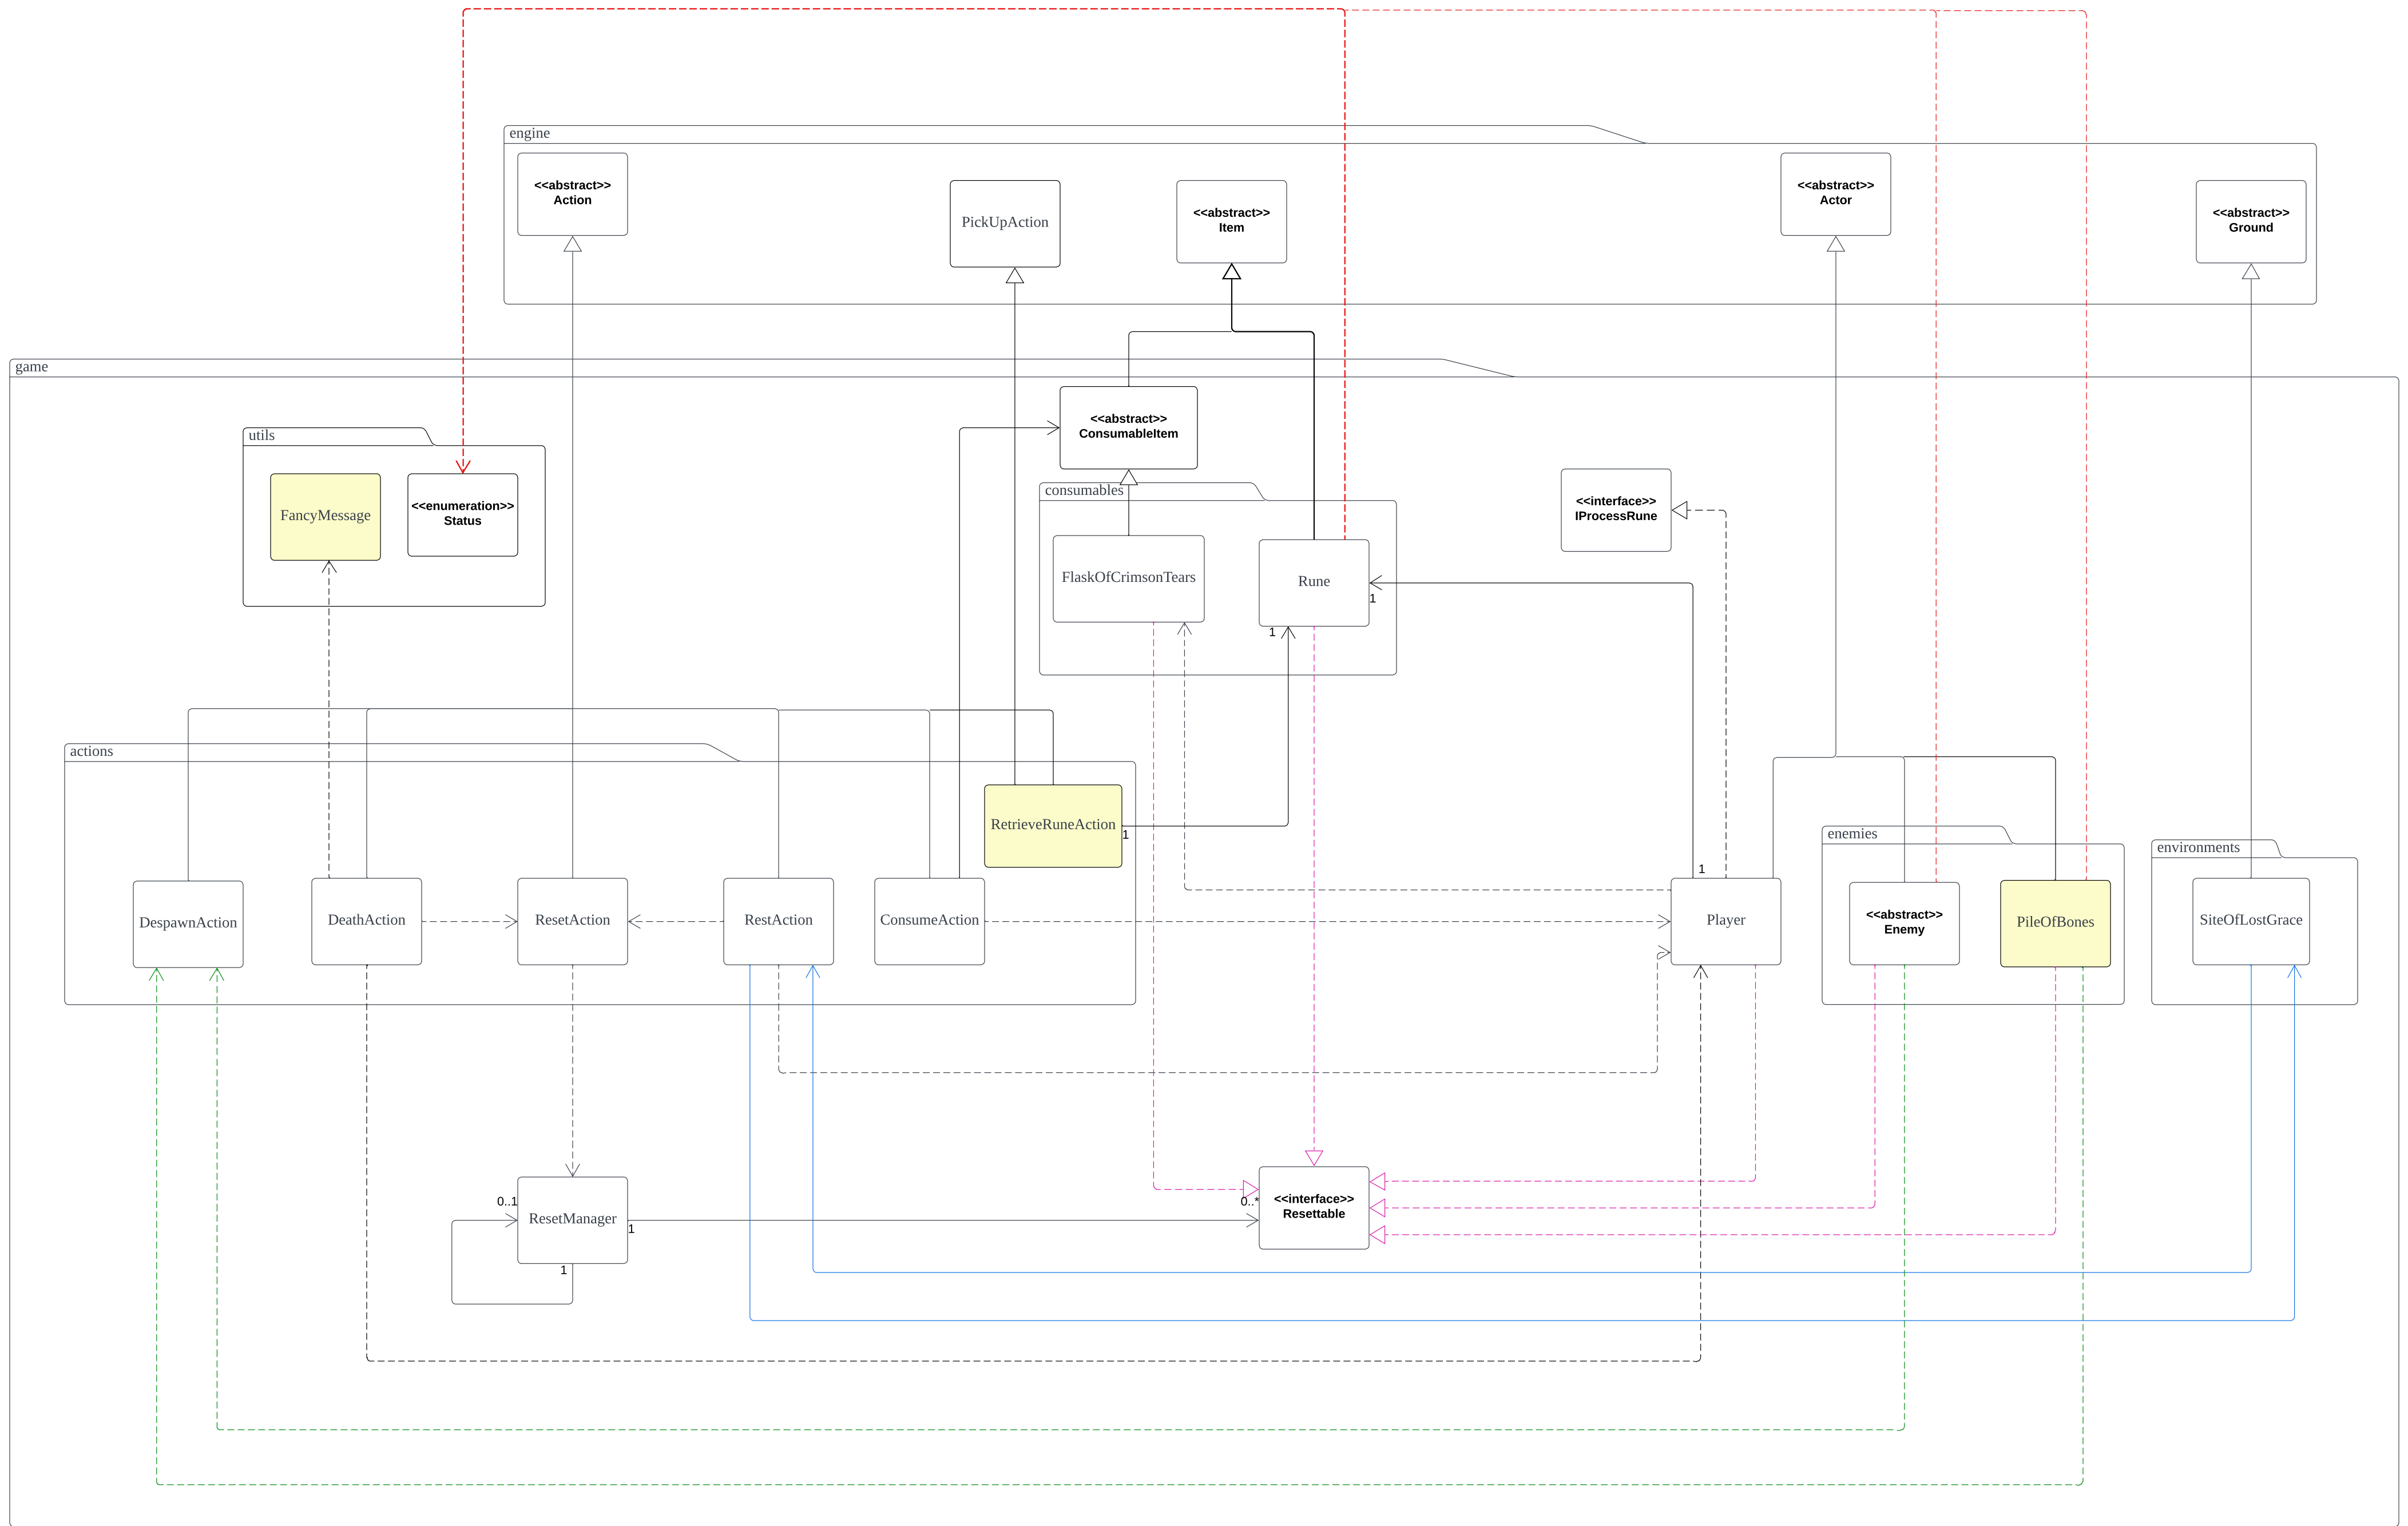 engine
<<abstract>>
Action
PickUpAction
<<abstract>>
Item
<<abstract>>
Actor
<<abstract>>
Ground
game
utils
FancyMessage
<<enumeration>>
Status
<<abstract>>
ConsumableItem
consumables
FlaskOfCrimsonTears
Rune
1
1
<<interface>>
IProcessRune
actions
RetrieveRuneAction
1
DespawnAction
DeathAction
ResetAction
RestAction
ConsumeAction
1
Player
enemies
<<abstract>>
Enemy
PileOfBones
environments
SiteOfLostGrace
0..1
ResetManager
1
1
0..*
<<interface>>
Resettable